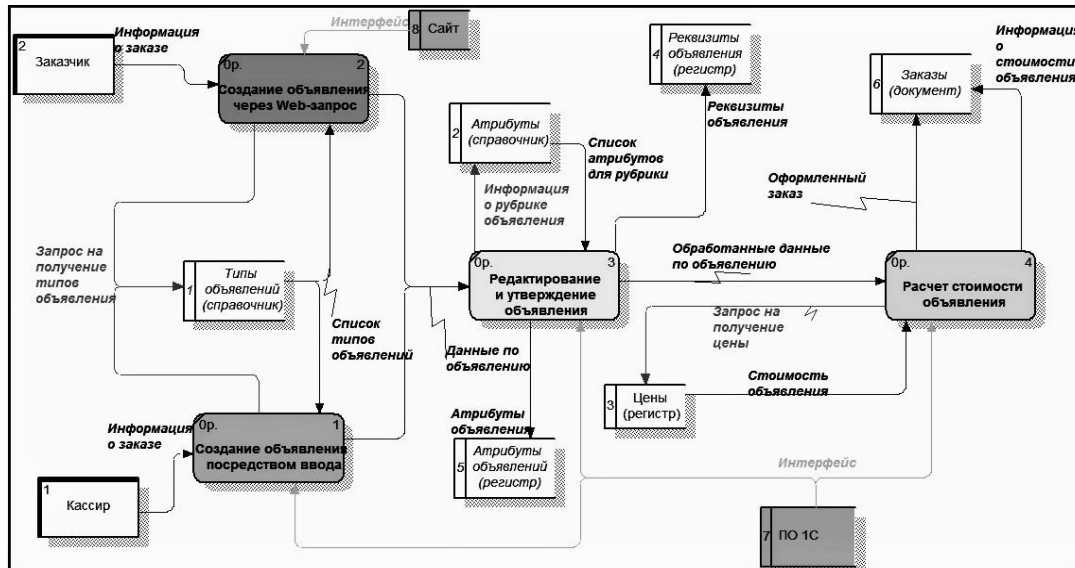 Интерфейс
8 Сайт
2
Заказчик
Информация
о заказе
0р. 2
Создание объявления
через Web-запрос
4
Реквизиты
объявления
(регистр)
6
Заказы
(документ)
Информация
о
стоимости
объявления
2
Атрибуты
(справочник)
Список
атрибутов
для рубрики
Реквизиты
объявления
Информация
о рубрике
объявления
Оформленный
заказ
Запрос на
получение
типов
объявления
1
Типы
объявлений
(справочник)
Список
типов
объявлений
0р. 3
Редактирование
и утверждение
объявления
Обработанные данные
по объявлению
0р. 4
Расчет стоимости
объявления
Данные по
объявлению
Запрос на
получение
цены
3
Цены
(регистр)
Стоимость
объявления
Информация
о заказе
0р. 1
Создание объявления
посредством ввода
Атрибуты
объявления
5
Атрибуты
объявлений
(регистр)
Интерфейс
1
Кассир
7 ПО 1С